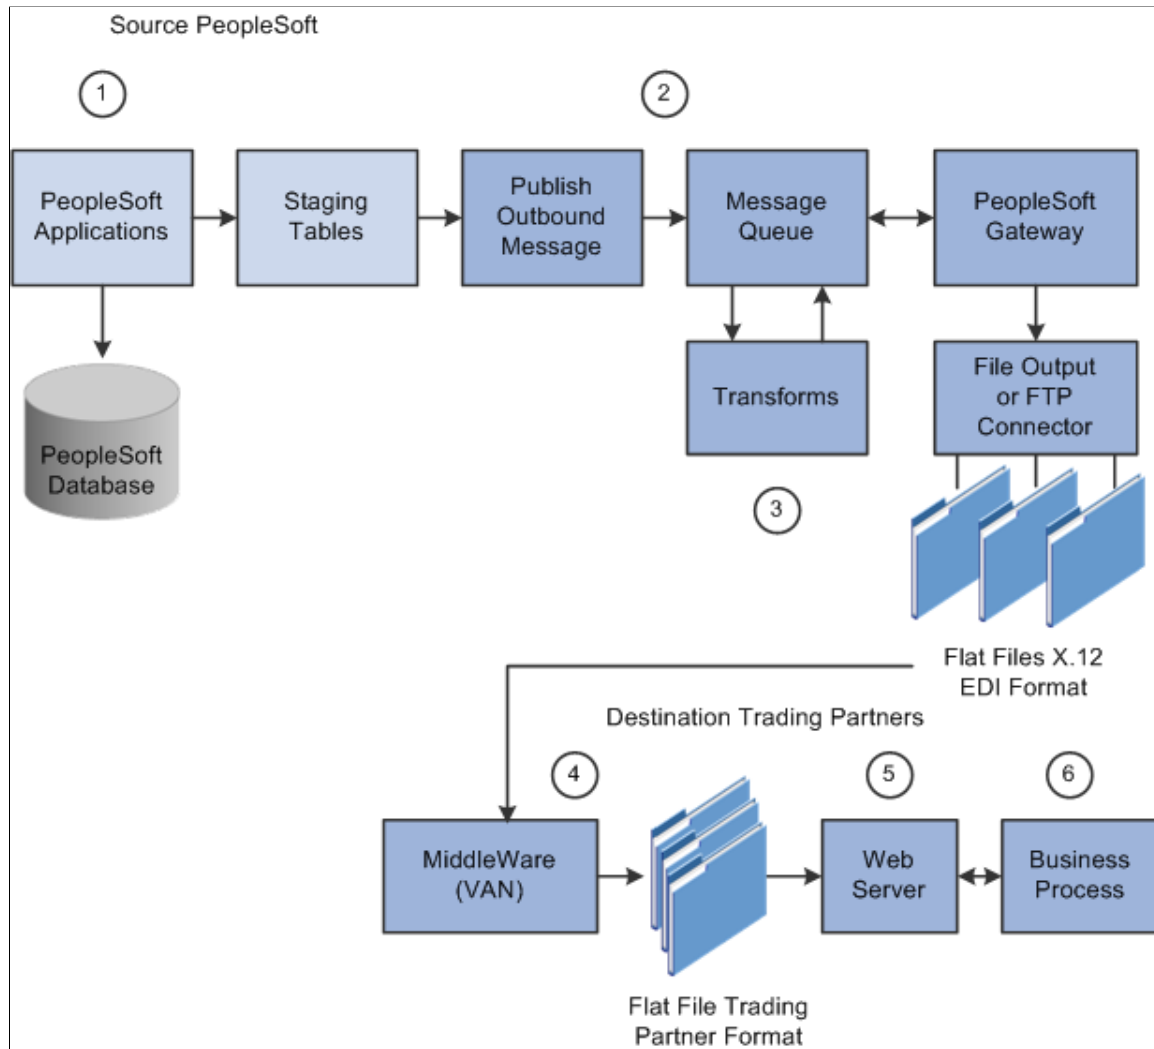 Source PeopleSoft
1
2
PeopleSoft
Applications
Staging
Tables
Publish
Outbound
Message
Message
Queue
PeopleSoft
Gateway
Transforms
File Output
or FTP
Connector
PeopleSoft
Database
3
Flat Files X.12
EDI Format
Destination Trading Partners
4
5
6
MiddleWare
(VAN)
Web
Server
Business
Process
Flat File Trading
Partner Format